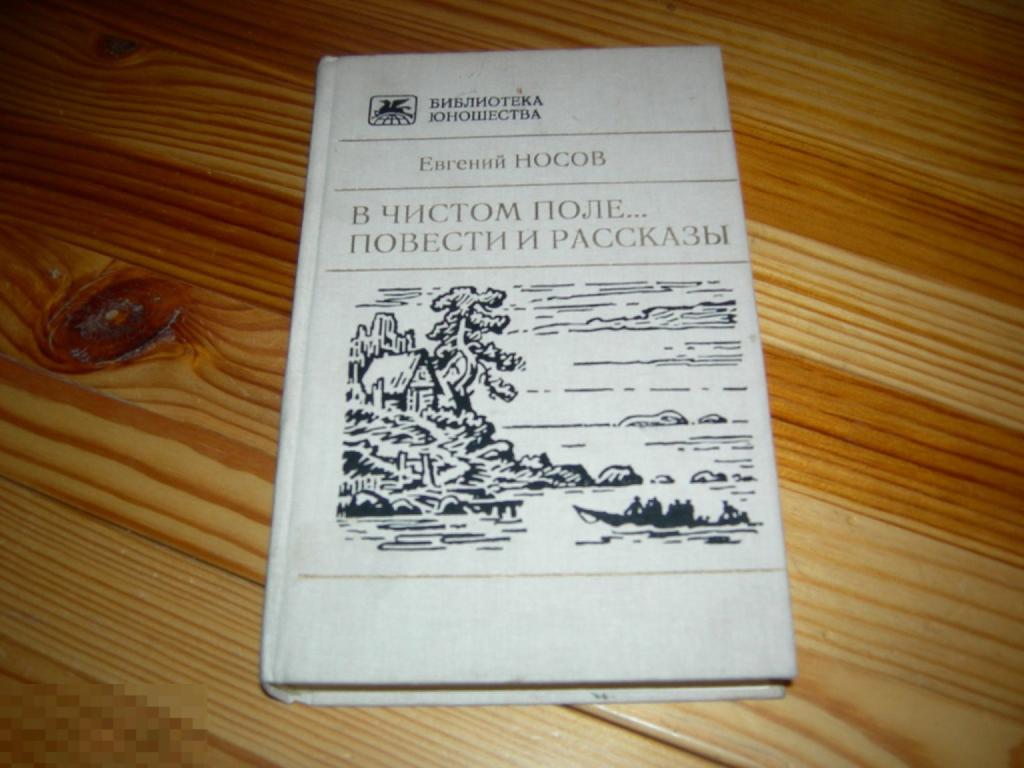 БИБЛИОТЕКА
ЮНОШЕСТВА
Евгений НОСОВ
В ЧИСТОМ ПОЛЕ...
ПОВЕСТИ И РАССКАЗЫ